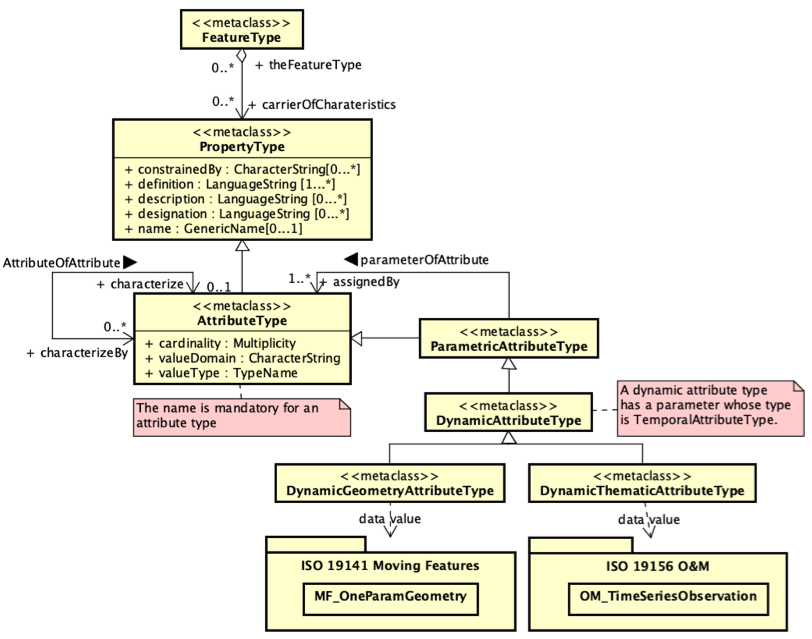 <<metaclass>>
FeatureType
0..*
+ theFeatureType
0..*
+ carrierOfCharateristics
<<metaclass>>
PropertyType
+ constrainedBy : CharacterString[0...*]
+ definition : LanguageString [1...*]
+ description : LanguageString [0...*]
+ designation : LanguageString [0...*]
+ name : GenericName[0...1]
AttributeOfAttribute
+ characterize
0..1
parameterOfAttribute
1..*
+ assignedBy
0..*
+ characterizeBy
<<metaclass>>
AttributeType
+ cardinality : Multiplicity
+ valueDomain : CharacterString
+ valueType : TypeName
<<metaclass>>
ParametricAttributeType
The name is mandatory for an
attribute type
<<metaclass>>
DynamicAttributeType
A dynamic attribute type
has a parameter whose type
is TemporalAttributeType.
<<metaclass>>
DynamicGeometryAttributeType
<<metaclass>>
DynamicThematicAttributeType
data value
data value
ISO 19141 Moving Features
MF_OneParamGeometry
ISO 19156 O&M
OM_TimeSeriesObservation